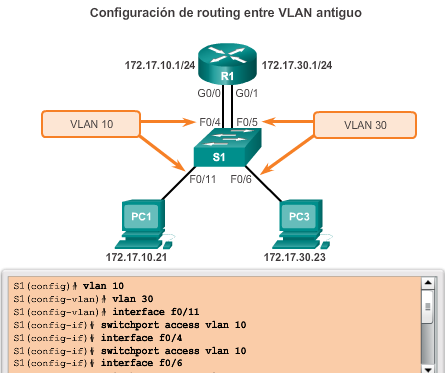 Configuración de routing entre VLAN antiguo
172.17.10.1/24
172.17.30.1/24
R1
G0/0
G0/1
VLAN 10
F0/4
F0/5
VLAN 30
S1
F0/11
F0/6
PC1
PC3
172.17.10.21
172.17.30.23
S1(config)# vlan 10
S1(config-vlan)# vlan 30
S1(config-vlan)# interface f0/11
S1(config-if)# switchport access vlan 10
S1(config-if)# interface f0/4
S1(config-if)# switchport access vlan 10
S1(config-if)# interface f0/6